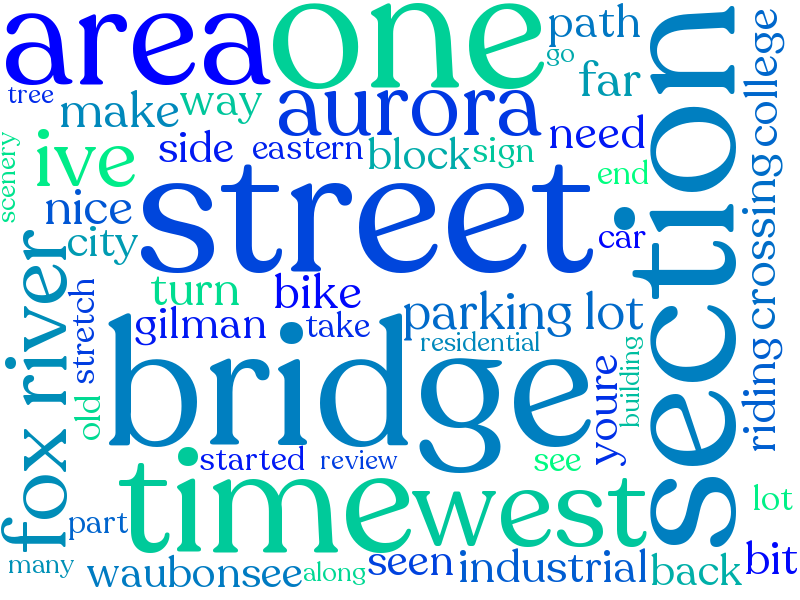 area one path
go
tree make way aurora far
side eastern block sign need
scenery ive end
nice street car
city
turn bike
fox river stretch gilman take parking lot
residential
old bridge youre building
section
riding crossing college
started review see
time west lot
part
many waubonsee along seen industrial back bit